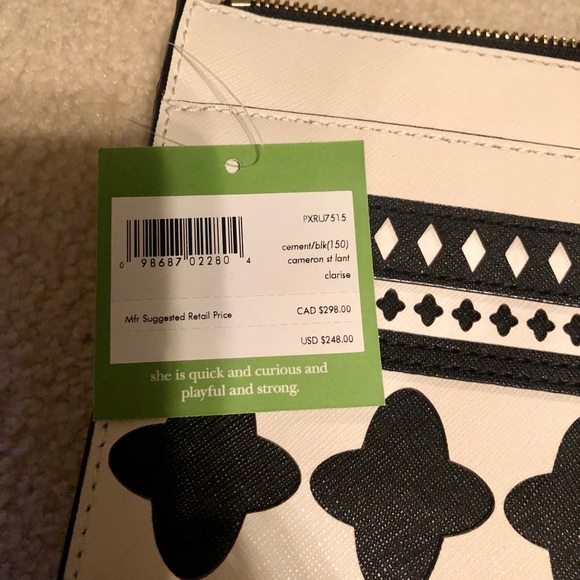 PXRU7515
0 98687 02280 4
cement/blk(150)
cameron st lant
clarise
Mfr Suggested Retail Price
CAD $298.00
USD $248.00
she is quick and curious and
playful and strong.